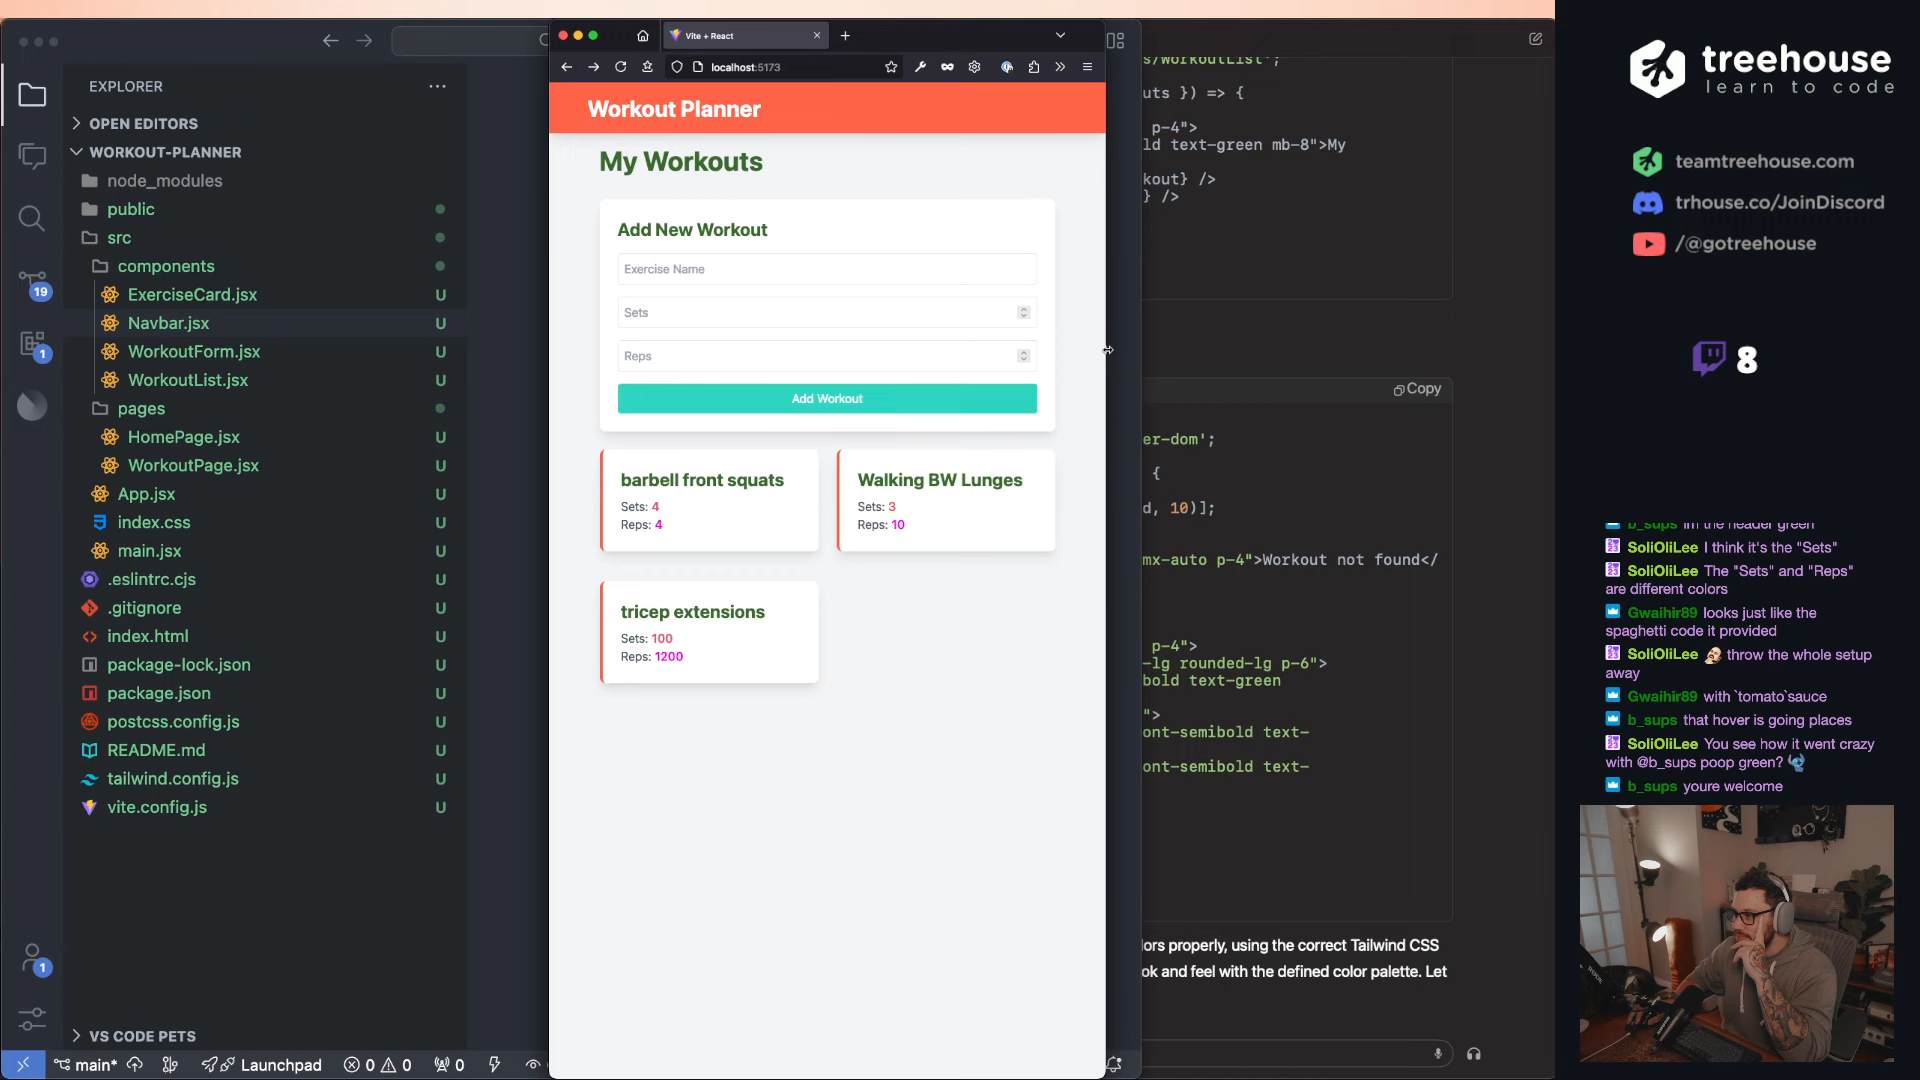 EXPLORER
OPEN EDITORS
WORKOUT-PLANNER
node_modules
public
src
components
ExerciseCard.jsx U
Navbar.jsx U
WorkoutForm.jsx U
WorkoutList.jsx U
pages
HomePage.jsx U
WorkoutPage.jsx U
App.jsx U
index.css U
main.jsx U
.eslintrc.cjs U
.gitignore U
index.html U
package-lock.json U
package.json U
postcss.config.js U
README.md U
tailwind.config.js U
vite.config.js U
VS CODE PETS
19
1
1
main*
Launchpad
0
0
0
Vite + React
localhost:5173
Workout Planner
My Workouts
Add New Workout
Exercise Name
Sets
Reps
Add Workout
barbell front squats
Sets: 4
Reps: 4
Walking BW Lunges
Sets: 3
Reps: 10
tricep extensions
Sets: 100
Reps: 1200
s/WorkoutList';
uts }) => {
p-4">
ld text-green mb-8">My
kout} />
} />
Copy
er-dom';
{
d, 10)];
mx-auto p-4">Workout not found</
p-4">
-lg rounded-lg p-6">
bold text-green
">
ont-semibold text-
ont-semibold text-
lors properly, using the correct Tailwind CSS
ok and feel with the defined color palette. Let
treehouse
learn to code
teamtreehouse.com
trhouse.co/JoinDiscord
/@gotreehouse
8
b_sups im the header green
SoliOliLee I think it's the "Sets"
SoliOliLee The "Sets" and "Reps"
are different colors
Gwaihir89 looks just like the
spaghetti code it provided
SoliOliLee throw the whole setup
away
Gwaihir89 with `tomato`sauce
b_sups that hover is going places
SoliOliLee You see how it went crazy
with @b_sups poop green?
b_sups youre welcome